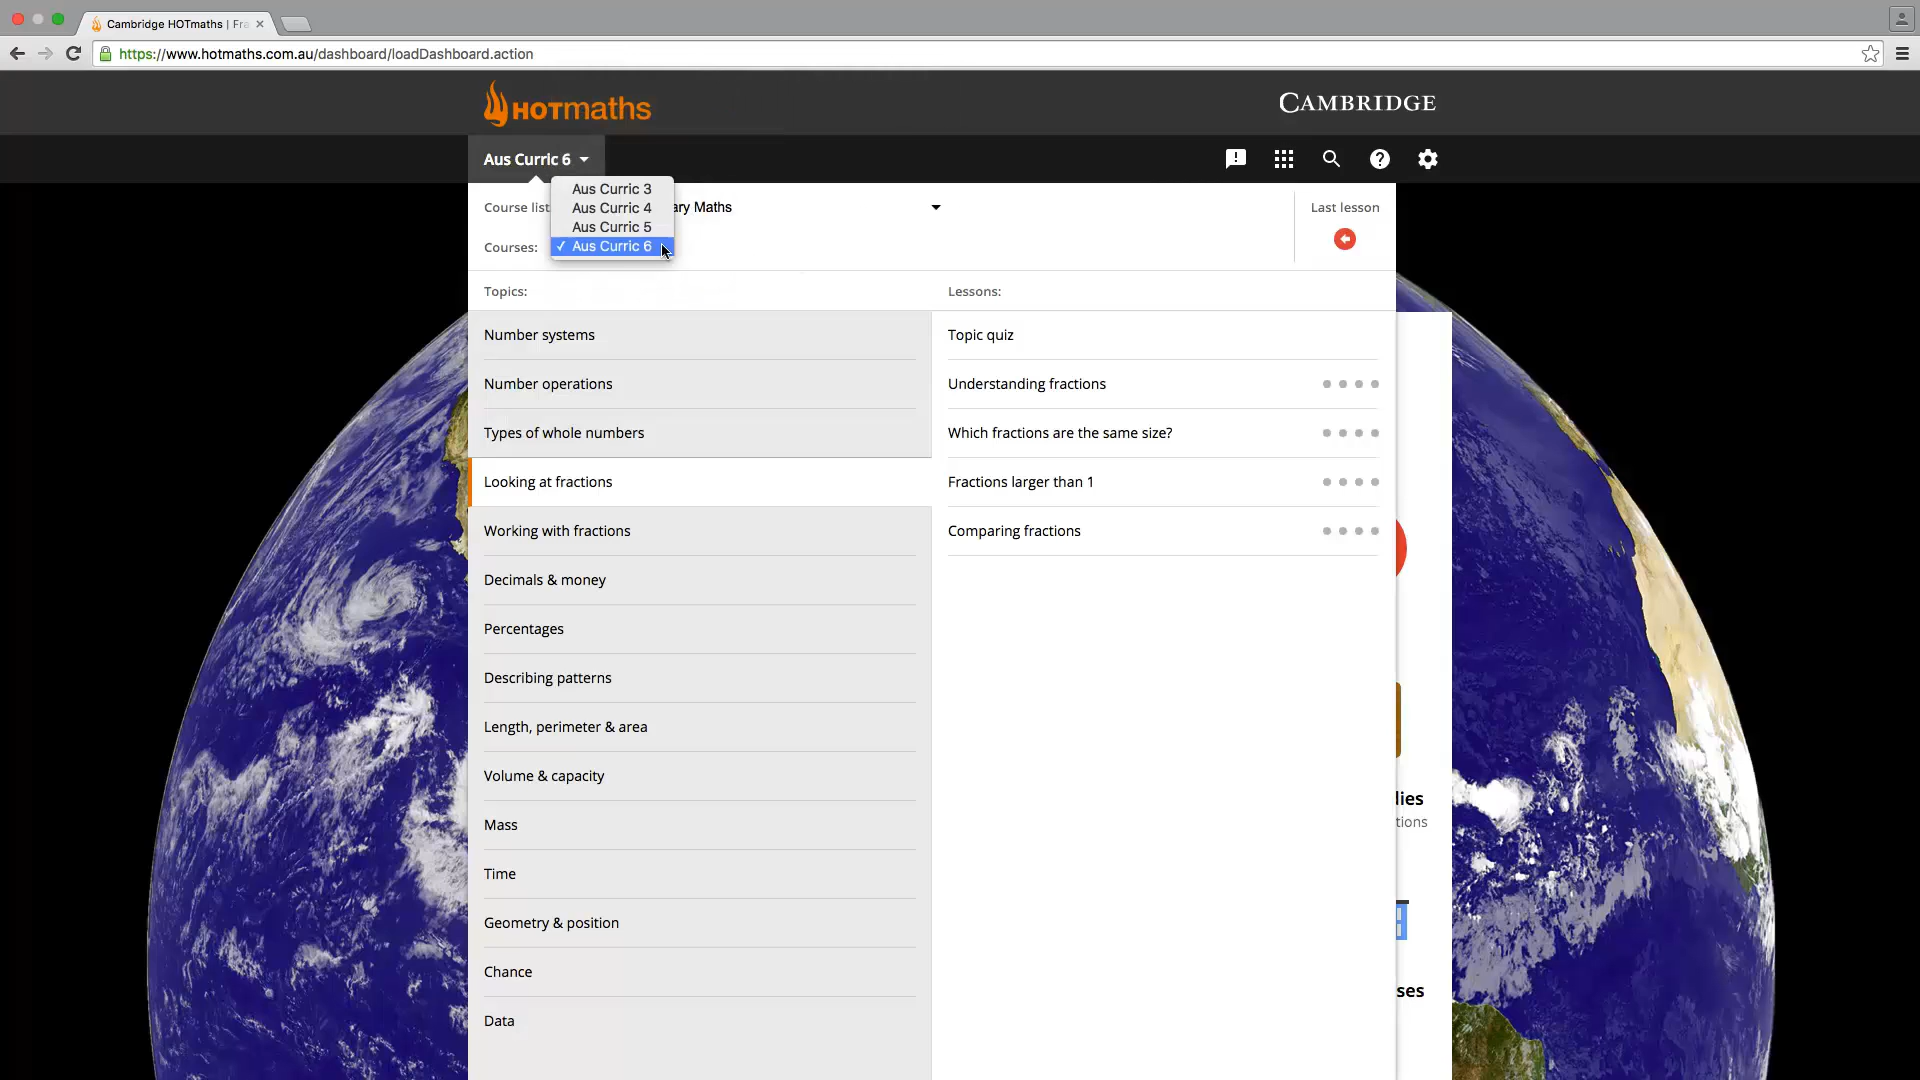 Cambridge HOTmaths | Fra
https://www.hotmaths.com.au/dashboard/loadDashboard.action
HOTmaths
CAMBRIDGE
Aus Curric 6
Aus Curric 3
Aus Curric 4
Aus Curric 5
✓ Aus Curric 6
Course list
ary Maths
Last lesson
Courses:
Topics:
Lessons:
Number systems
Topic quiz
Number operations
Understanding fractions
Types of whole numbers
Which fractions are the same size?
Looking at fractions
Fractions larger than 1
Working with fractions
Comparing fractions
Decimals & money
Percentages
Describing patterns
Length, perimeter & area
Volume & capacity
lies
Mass
tions
Time
Geometry & position
Chance
ses
Data